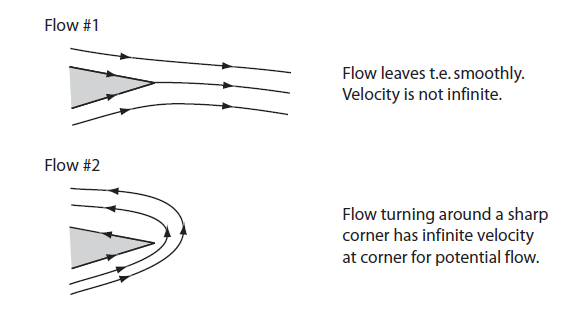 Flow #1
Flow leaves t.e. smoothly.
Velocity is not infinite.
Flow #2
Flow turning around a sharp
corner has infinite velocity
at corner for potential flow.